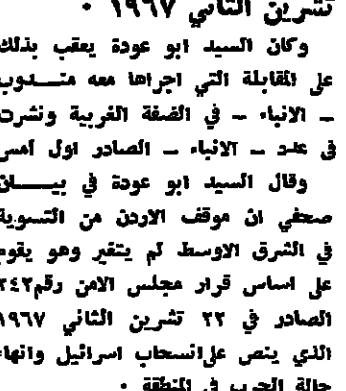 تشرين الثاني ١٩٦٧ ·
وكان السيد ابو عودة يعقب بذلك
على المقابلة التي اجراها معه منـــدوب
ـ الانباء ـ في الضفة الغربية ونشرت
في عدد ـ الانباء ـ الصادر اول أمس
وقال السيد ابو عودة في بيـــان
صحفي ان موقف الاردن من التسوية
في الشرق الاوسط لم يتغير وهو يقوم
على اساس قرار مجلس الامن رقم٢٤٢
الصادر في ٢٢ تشرين الثاني ١٩٦٧
الذي ينص على انسحاب اسرائيل وانهاء
حالة الحرب في المنطقة ·